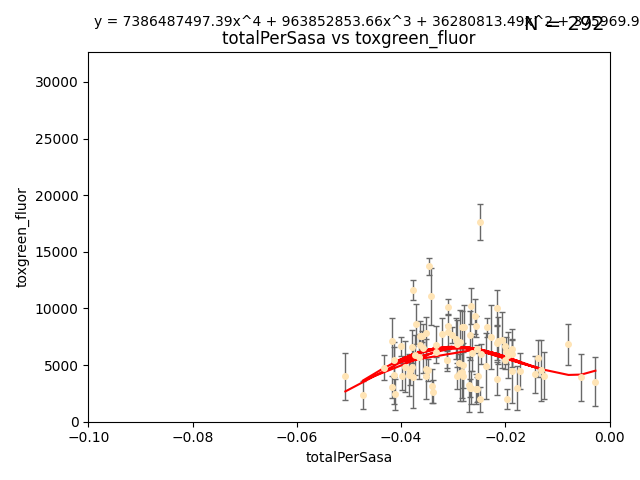 y = 7386487497.39x^4 + 963852853.66x^3 + 36280813.49x^2 +
N = 292
totalPerSasa vs toxgreen_fluor
30000
25000
20000
15000
10000
5000
0
toxgreen_fluor
-0.10 -0.08 -0.06 -0.04 -0.02 0.00
totalPerSasa